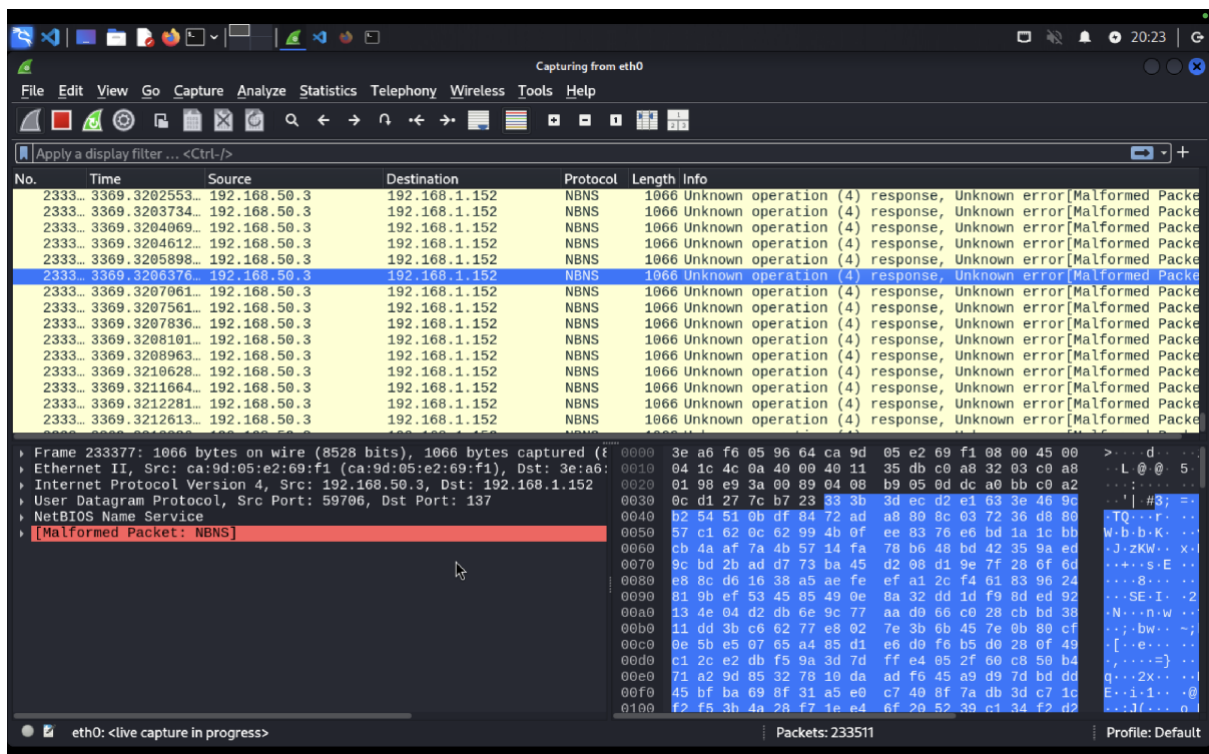 20:23
Capturing from eth0
File Edit View Go Capture Analyze Statistics Telephony Wireless Tools Help
Apply a display filter … <Ctrl-/>
No. Time Source Destination Protocol Length Info
2333… 3369.3202553… 192.168.50.3 192.168.1.152 NBNS 1066 Unknown operation (4) response, Unknown error[Malformed Packe
2333… 3369.3203734… 192.168.50.3 192.168.1.152 NBNS 1066 Unknown operation (4) response, Unknown error[Malformed Packe
2333… 3369.3204069… 192.168.50.3 192.168.1.152 NBNS 1066 Unknown operation (4) response, Unknown error[Malformed Packe
2333… 3369.3204612… 192.168.50.3 192.168.1.152 NBNS 1066 Unknown operation (4) response, Unknown error[Malformed Packe
2333… 3369.3205898… 192.168.50.3 192.168.1.152 NBNS 1066 Unknown operation (4) response, Unknown error[Malformed Packe
2333… 3369.3206376… 192.168.50.3 192.168.1.152 NBNS 1066 Unknown operation (4) response, Unknown error[Malformed Packe
2333… 3369.3207061… 192.168.50.3 192.168.1.152 NBNS 1066 Unknown operation (4) response, Unknown error[Malformed Packe
2333… 3369.3207561… 192.168.50.3 192.168.1.152 NBNS 1066 Unknown operation (4) response, Unknown error[Malformed Packe
2333… 3369.3207836… 192.168.50.3 192.168.1.152 NBNS 1066 Unknown operation (4) response, Unknown error[Malformed Packe
2333… 3369.3208101… 192.168.50.3 192.168.1.152 NBNS 1066 Unknown operation (4) response, Unknown error[Malformed Packe
2333… 3369.3208963… 192.168.50.3 192.168.1.152 NBNS 1066 Unknown operation (4) response, Unknown error[Malformed Packe
2333… 3369.3210628… 192.168.50.3 192.168.1.152 NBNS 1066 Unknown operation (4) response, Unknown error[Malformed Packe
2333… 3369.3211664… 192.168.50.3 192.168.1.152 NBNS 1066 Unknown operation (4) response, Unknown error[Malformed Packe
2333… 3369.3212281… 192.168.50.3 192.168.1.152 NBNS 1066 Unknown operation (4) response, Unknown error[Malformed Packe
2333… 3369.3212613… 192.168.50.3 192.168.1.152 NBNS 1066 Unknown operation (4) response, Unknown error[Malformed Packe
Frame 233377: 1066 bytes on wire (8528 bits), 1066 bytes captured (8
Ethernet II, Src: ca:9d:05:e2:69:f1 (ca:9d:05:e2:69:f1), Dst: 3e:a6:
Internet Protocol Version 4, Src: 192.168.50.3, Dst: 192.168.1.152
User Datagram Protocol, Src Port: 59706, Dst Port: 137
NetBIOS Name Service
[Malformed Packet: NBNS]
0000 3e a6 f6 05 96 64 ca 9d 05 e2 69 f1 08 00 45 00 >····d··
0010 04 1c 4c 0a 40 00 40 11 35 db c0 a8 32 03 c0 a8 ··L·@·@· 5·
0020 01 98 e9 3a 00 89 04 08 b9 05 0d dc a0 bb c0 a2 ···:····
0030 0c d1 27 7c b7 23 33 3b 3d ec d2 e1 63 3e 46 9c ··'|·#3; =·
0040 b2 54 51 0b df 84 72 ad a8 80 8c 03 72 36 d8 80 ·TQ···r· ··
0050 57 c1 62 0c 62 99 4b 0f ee 83 76 e6 bd 1a 1c bb W·b·b·K· ··
0060 cb 4a af 7a 4b 57 14 fa 78 b6 48 bd 42 35 9a ed ·J·zKW·· x·
0070 9c bd 2b ad d7 73 ba 45 d2 08 d1 9e 7f 28 6f 6d ··+··s·E ··
0080 e8 8c d6 16 38 a5 ae fe ef a1 2c f4 61 83 96 24 ····8··· ··
0090 81 9b ef 53 45 85 49 0e 8a 32 dd 1d f9 8d ed 92 ···SE·I· ·2
00a0 13 4e 04 d2 db 6e 9c 77 aa d0 66 c0 28 cb bd 38 ·N···n·w ··
00b0 11 dd 3b c6 62 77 e8 02 7e 3b 6b 45 7e 0b 80 cf ··;·bw·· ~;
00c0 0e 5b e5 07 65 a4 85 d1 e6 d0 f6 b5 d0 28 0f 49 ·[··e··· ··
00d0 c1 2c e2 db f5 9a 3d 7d ff e4 05 2f 60 c8 50 b4 ·,····=} ··
00e0 71 a2 9d 85 32 78 10 da ad f6 45 a9 d9 7d bd dd q···2x·· ··
00f0 45 bf ba 69 8f 31 a5 e0 c7 40 8f 7a db 3d c7 1c E··i·1·· ·@
0100 f2 f5 3b 4a 28 f7 1e e4 6f 20 52 39 c1 34 f2 d2 ··;J(··· o
eth0: <live capture in progress> Packets: 233511 Profile: Default